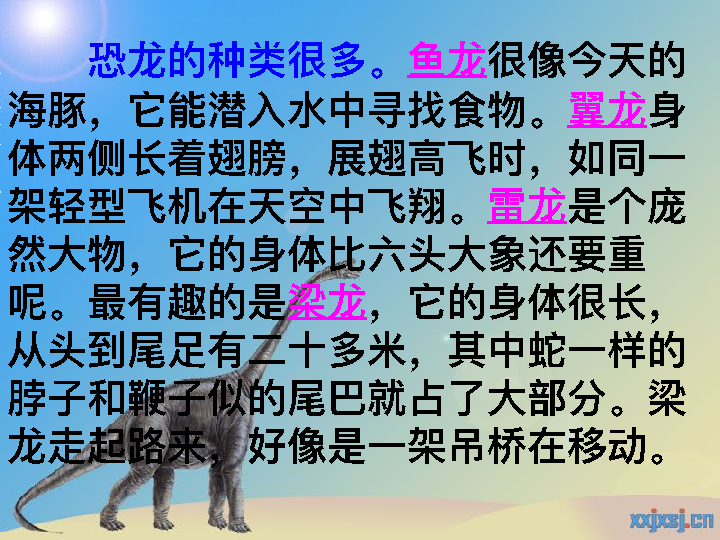 恐龙的种类很多。鱼龙很像今天的
海豚，它能潜入水中寻找食物。翼龙身
体两侧长着翅膀，展翅高飞时，如同一
架轻型飞机在天空中飞翔。雷龙是个庞
然大物，它的身体比六头大象还要重
呢。最有趣的是梁龙，它的身体很长，
从头到尾足有二十多米，其中蛇一样的
脖子和鞭子似的尾巴就占了大部分。梁
龙走起路来，好像是一架吊桥在移动。
xxjxsj.cn